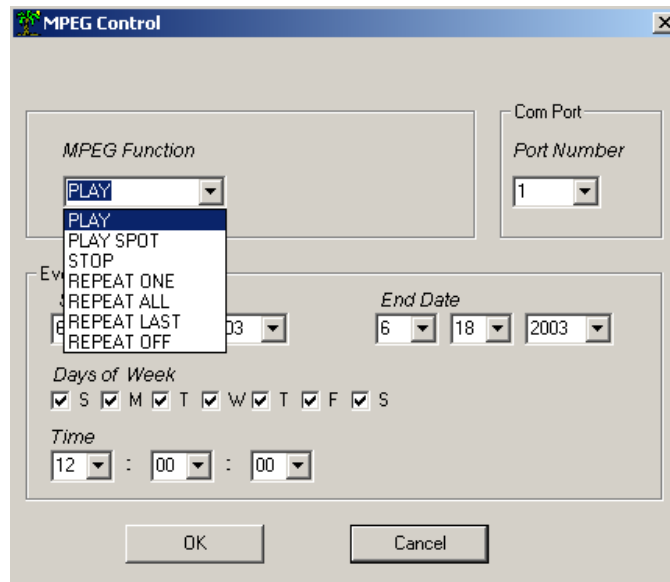 MPEG Control
Com Port
MPEG Function
Port Number
PLAY
1
PLAY
PLAY SPOT
STOP
REPEAT ONE
REPEAT ALL
REPEAT LAST
REPEAT OFF
End Date
6 18 2003
Days of Week
S M T W T F S
Time
12 : 00 : 00
OK Cancel